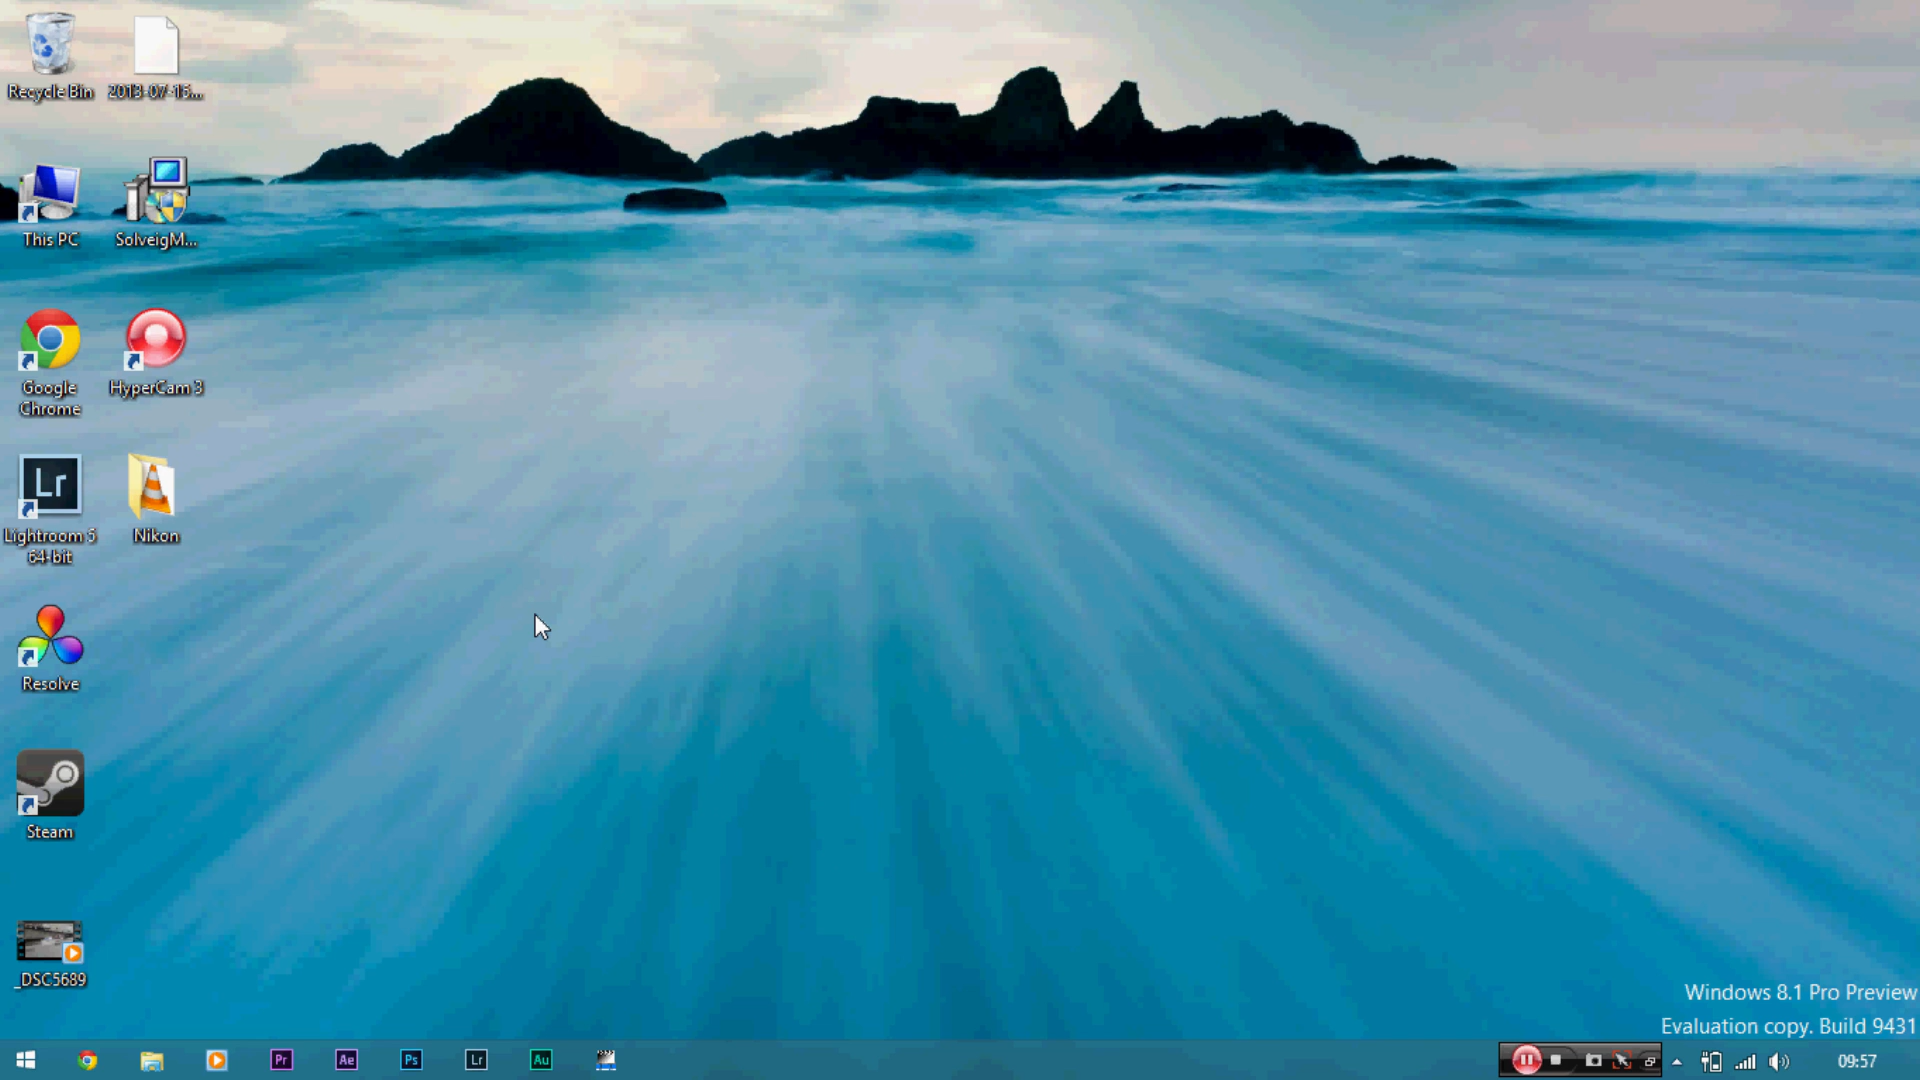 Recycle Bin
2013-07-15...
This PC
SolveigM...
Google
Chrome
HyperCam 3
Lr
Lightroom 5
64-bit
Nikon
Resolve
Steam
_DSC5689
Windows 8.1 Pro Preview
Evaluation copy. Build 9431
Pr
Ae
Ps
Lr
Au
09:57